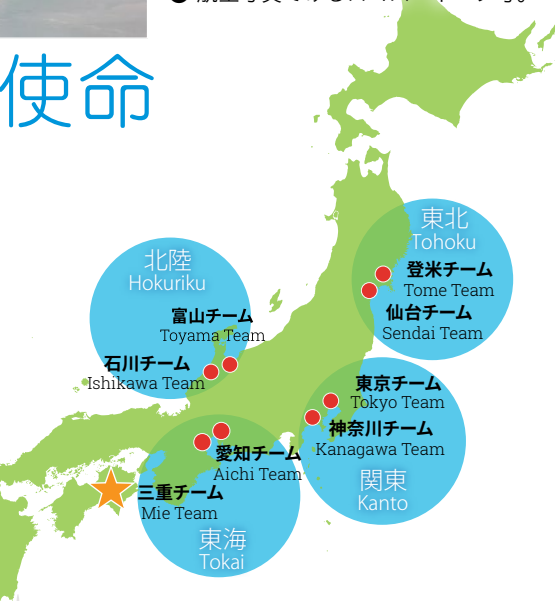 使命
東北
Tohoku
登米チーム
Tome Team
仙台チーム
Sendai Team
北陸
Hokuriku
富山チーム
Toyama Team
石川チーム
Ishikawa Team
東京チーム
Tokyo Team
神奈川チーム
Kanagawa Team
関東
Kanto
愛知チーム
Aichi Team
三重チーム
Mie Team
東海
Tokai